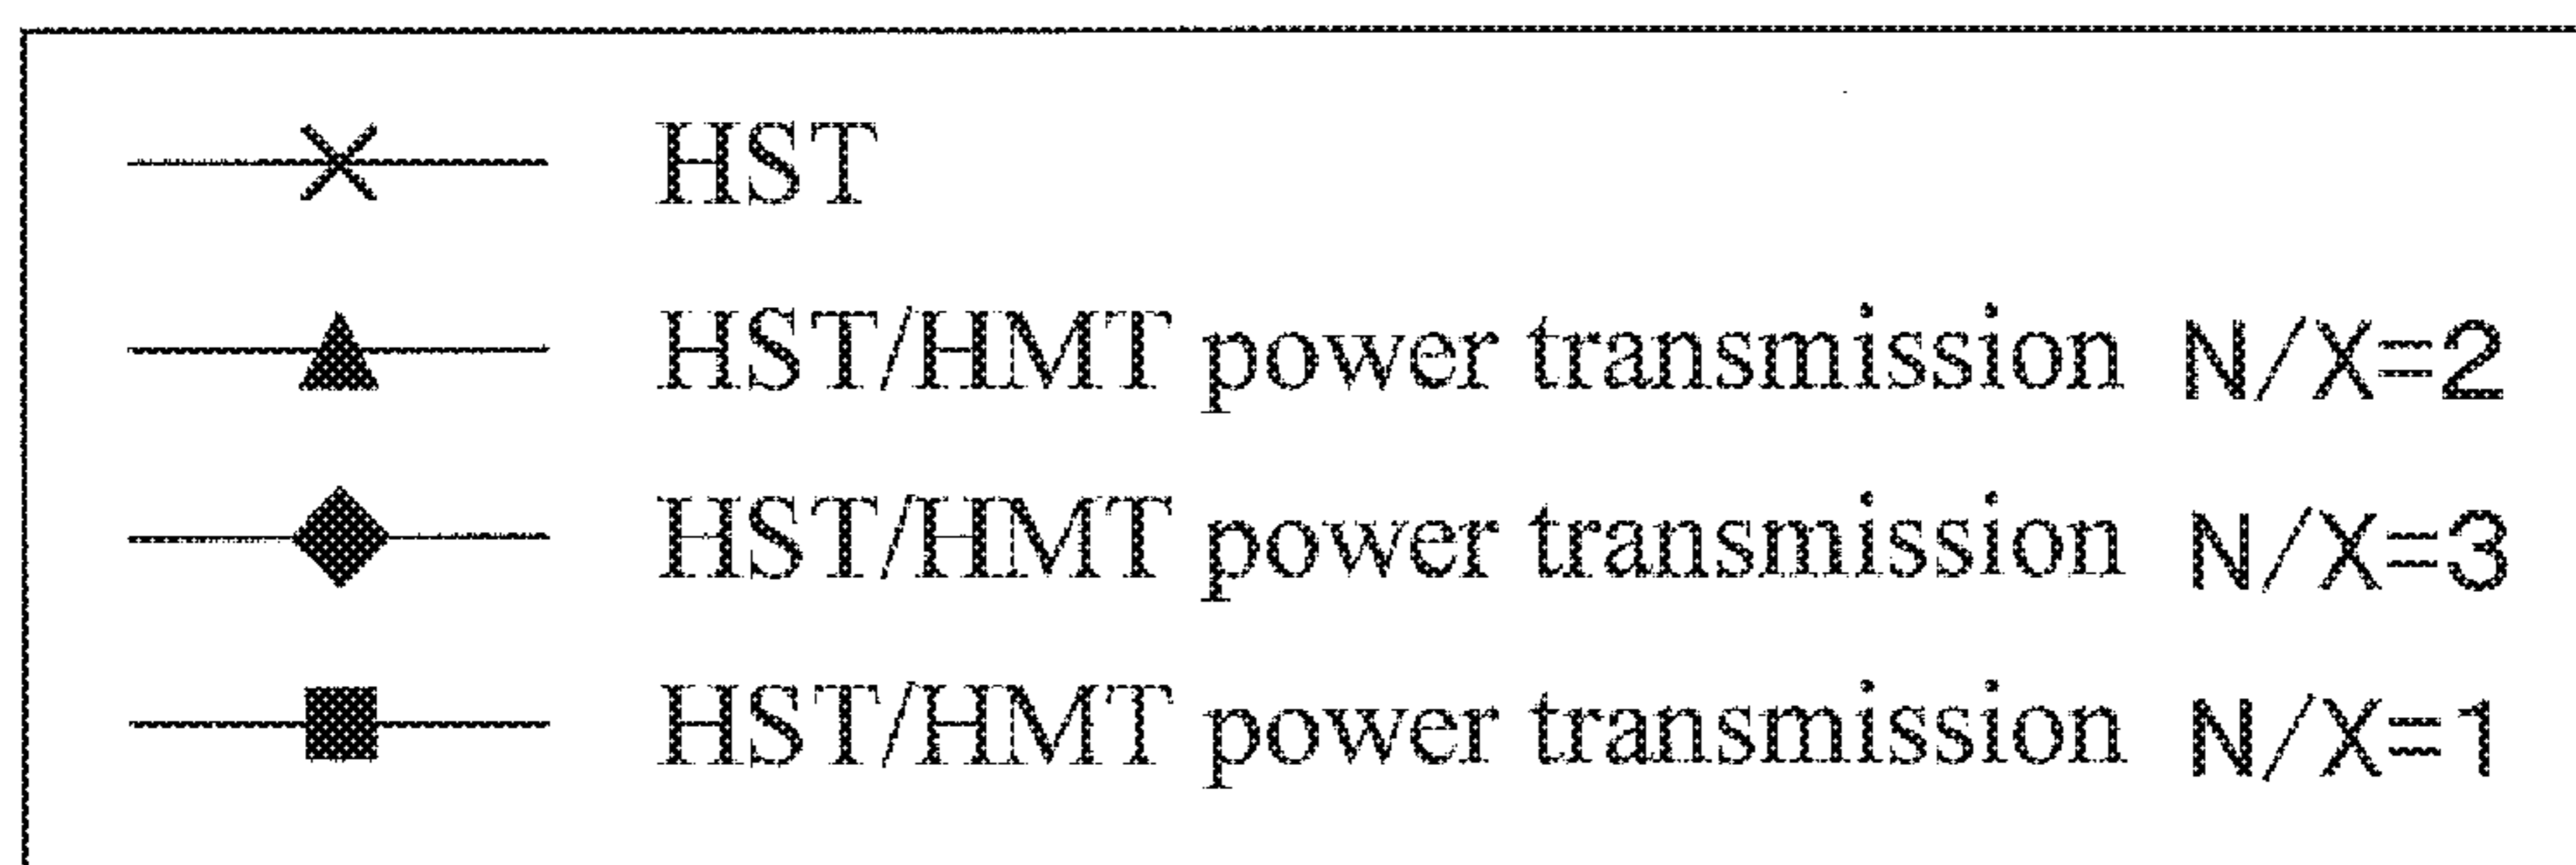 HST
HST/HMT power transmission N/X=2
HST/HMT power transmission N/X=3
HST/HMT power transmission N/X=1